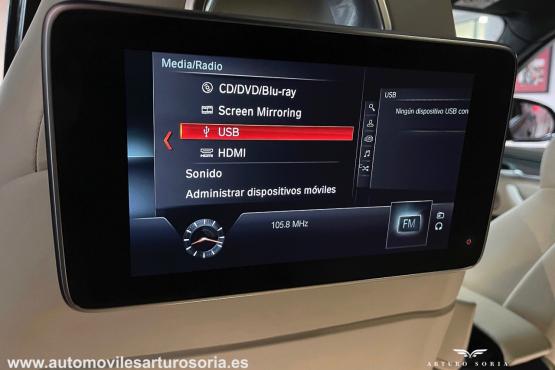 Media/Radio
CD/DVD/Blu-ray
Screen Mirroring
USB
HDMI
Sonido
Administrar dispositivos móviles
USB
Ningún dispositivo USB con
105.8 MHz
FM
www.automovilesarturosoria.es
ARTURO SORIA